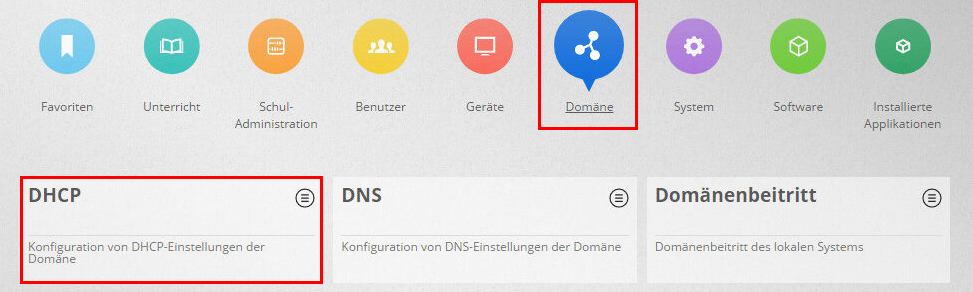 Favoriten
Unterricht
Schul-
Administration
Benutzer
Geräte
Domäne
System
Software
Installierte
Applikationen
DHCP
Konfiguration von DHCP-Einstellungen der
Domäne
DNS
Konfiguration von DNS-Einstellungen der Domäne
Domänenbeitritt
Domänenbeitritt des lokalen Systems